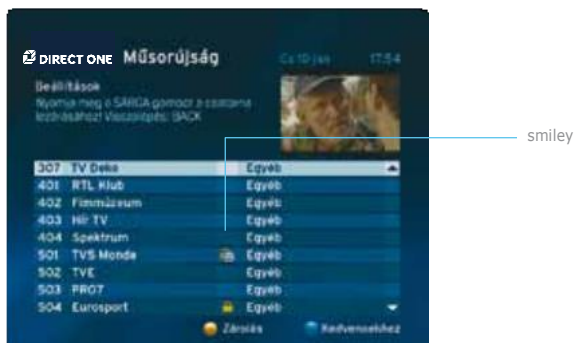 DIRECT ONE Műsorújság Cs 10 jan 17:54
Beállítások
Nyomja meg a SÁRGA gombot a csatorna
lezárásához! Visszalépés: BACK
smiley
307 TV Deko Egyéb
401 RTL Klub Egyéb
402 Filmmúzeum Egyéb
403 Hír TV Egyéb
404 Spektrum Egyéb
501 TV5 Monde Egyéb
502 TVE Egyéb
503 PRO7 Egyéb
504 Eurosport Egyéb
Zárolás Kedvencekhez